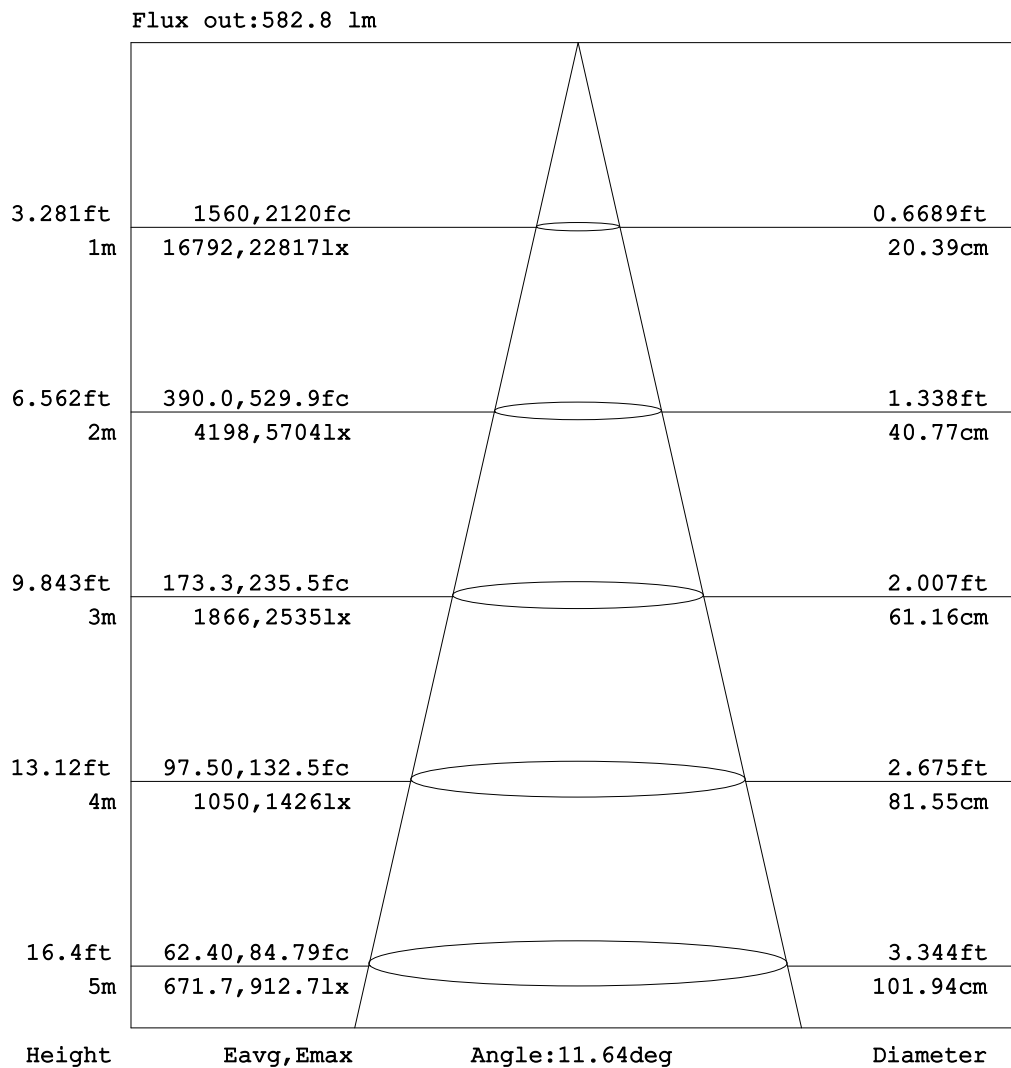 Flux out:582.8 lm
3.281ft 1560,2120fc 0.6689ft
1m 16792,22817lx 20.39cm
6.562ft 390.0,529.9fc 1.338ft
2m 4198,5704lx 40.77cm
9.843ft 173.3,235.5fc 2.007ft
3m 1866,2535lx 61.16cm
13.12ft 97.50,132.5fc 2.675ft
4m 1050,1426lx 81.55cm
16.4ft 62.40,84.79fc 3.344ft
5m 671.7,912.7lx 101.94cm
Height Eavg,Emax Angle:11.64deg Diameter